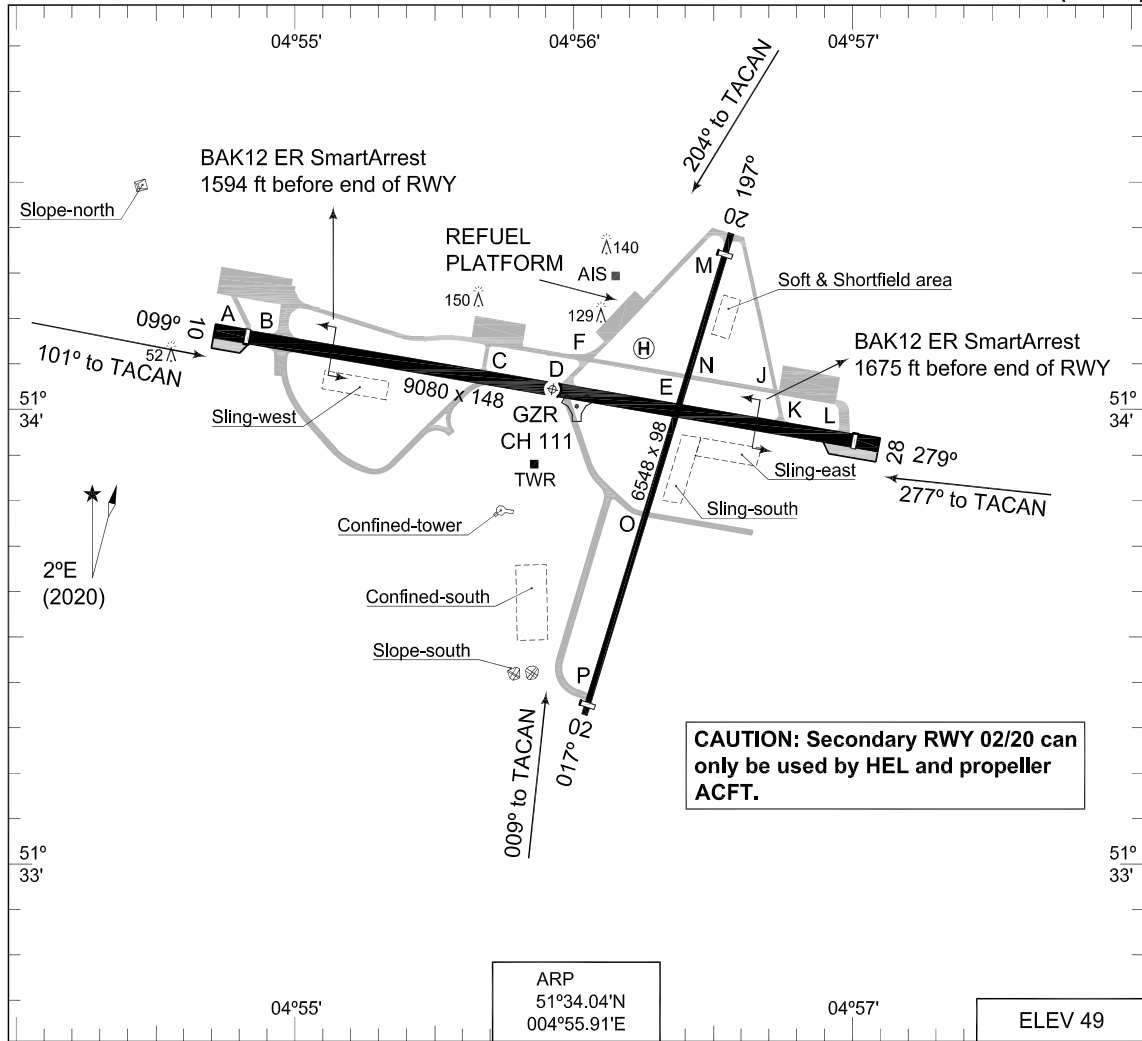 04º55'
04º56'
04º57'
204º to TACAN
197º
20
BAK12 ER SmartArrest
1594 ft before end of RWY
Slope-north
REFUEL
PLATFORM
140
AIS
150
129
M
Soft & Shortfield area
BAK12 ER SmartArrest
1675 ft before end of RWY
099º
10
A
B
101º to TACAN
52
F
H
C
D
N
J
E
K
L
9080 x 148
Sling-west
GZR
CH 111
TWR
51º
34'
51º
34'
28
279º
277º to TACAN
6548 x 98
Sling-east
Sling-south
O
Confined-tower
2ºE
(2020)
Confined-south
Slope-south
P
02
017º
009º to TACAN
CAUTION: Secondary RWY 02/20 can
only be used by HEL and propeller
ACFT.
51º
33'
51º
33'
04º55'
04º57'
ARP
51º34.04'N
004º55.91'E
ELEV 49